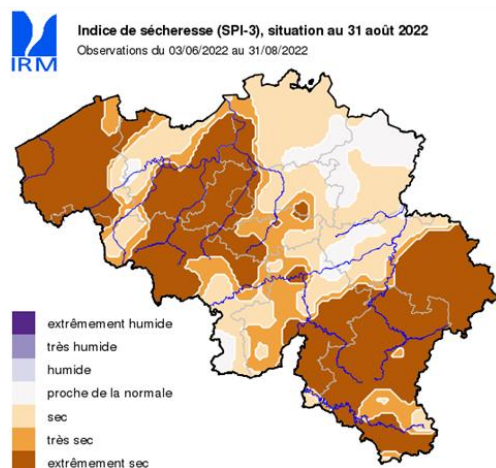 Indice de sécheresse (SPI-3), situation au 31 août 2022
Observations du 03/06/2022 au 31/08/2022
IRM
extrêmement humide
très humide
humide
proche de la normale
sec
très sec
extrêmement sec